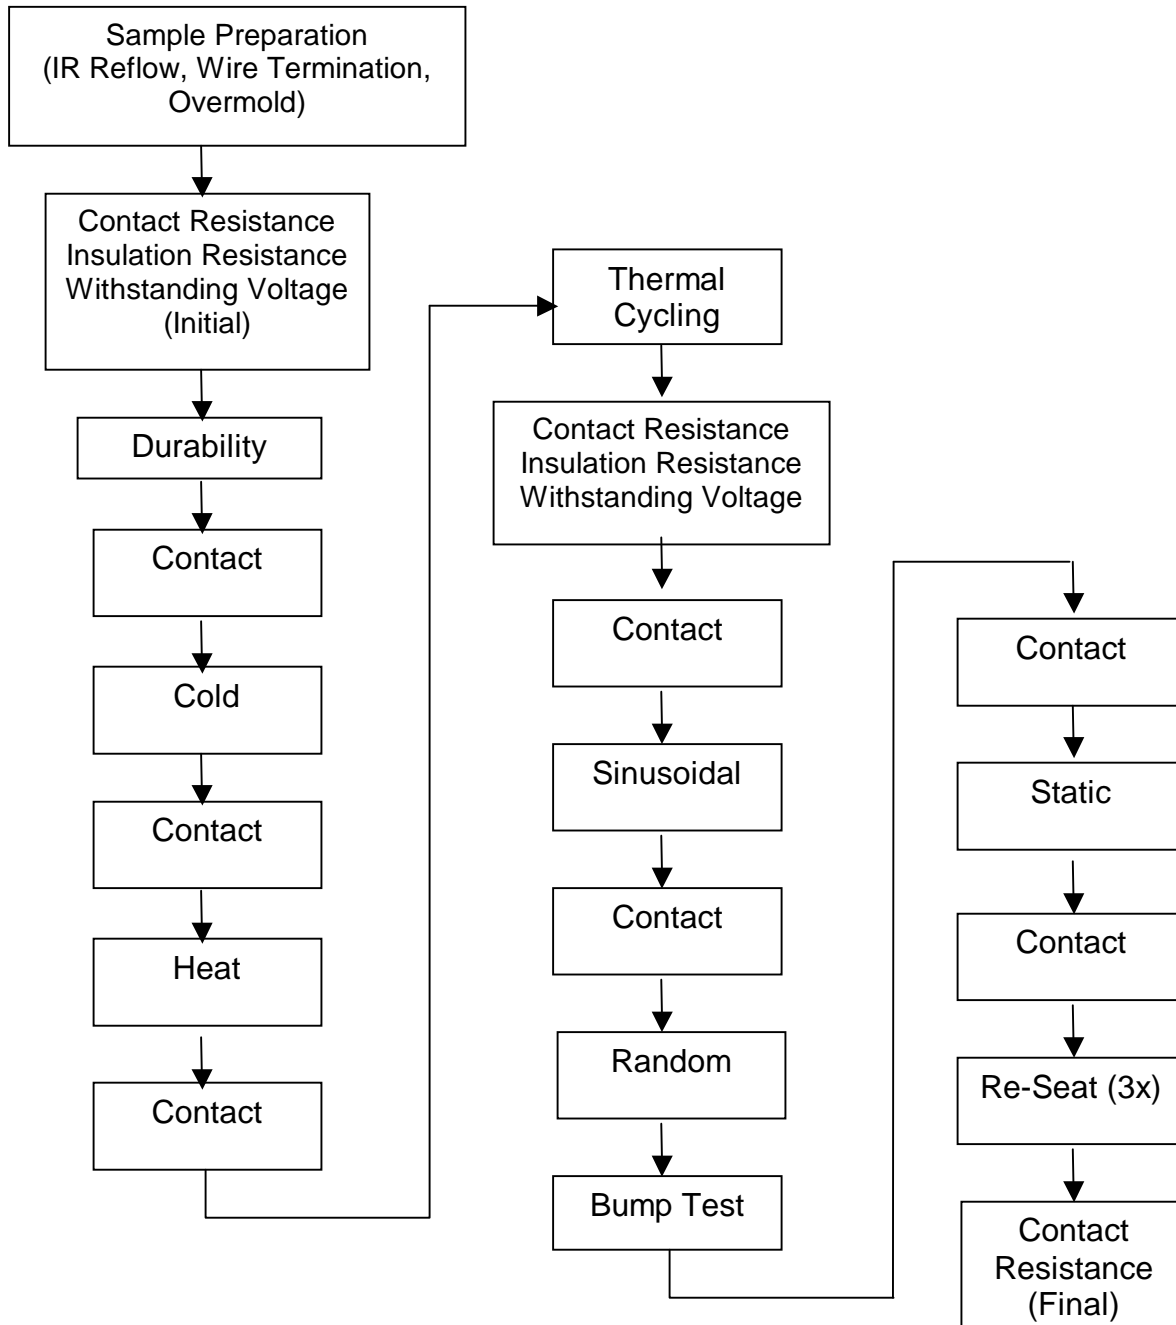 Sample Preparation
(IR Reflow, Wire Termination,
Overmold)
Contact Resistance
Insulation Resistance
Withstanding Voltage
(Initial)
Durability
Contact
Cold
Contact
Heat
Contact
Thermal
Cycling
Contact Resistance
Insulation Resistance
Withstanding Voltage
Contact
Sinusoidal
Contact
Random
Bump Test
Contact
Static
Contact
Re-Seat (3x)
Contact
Resistance
(Final)